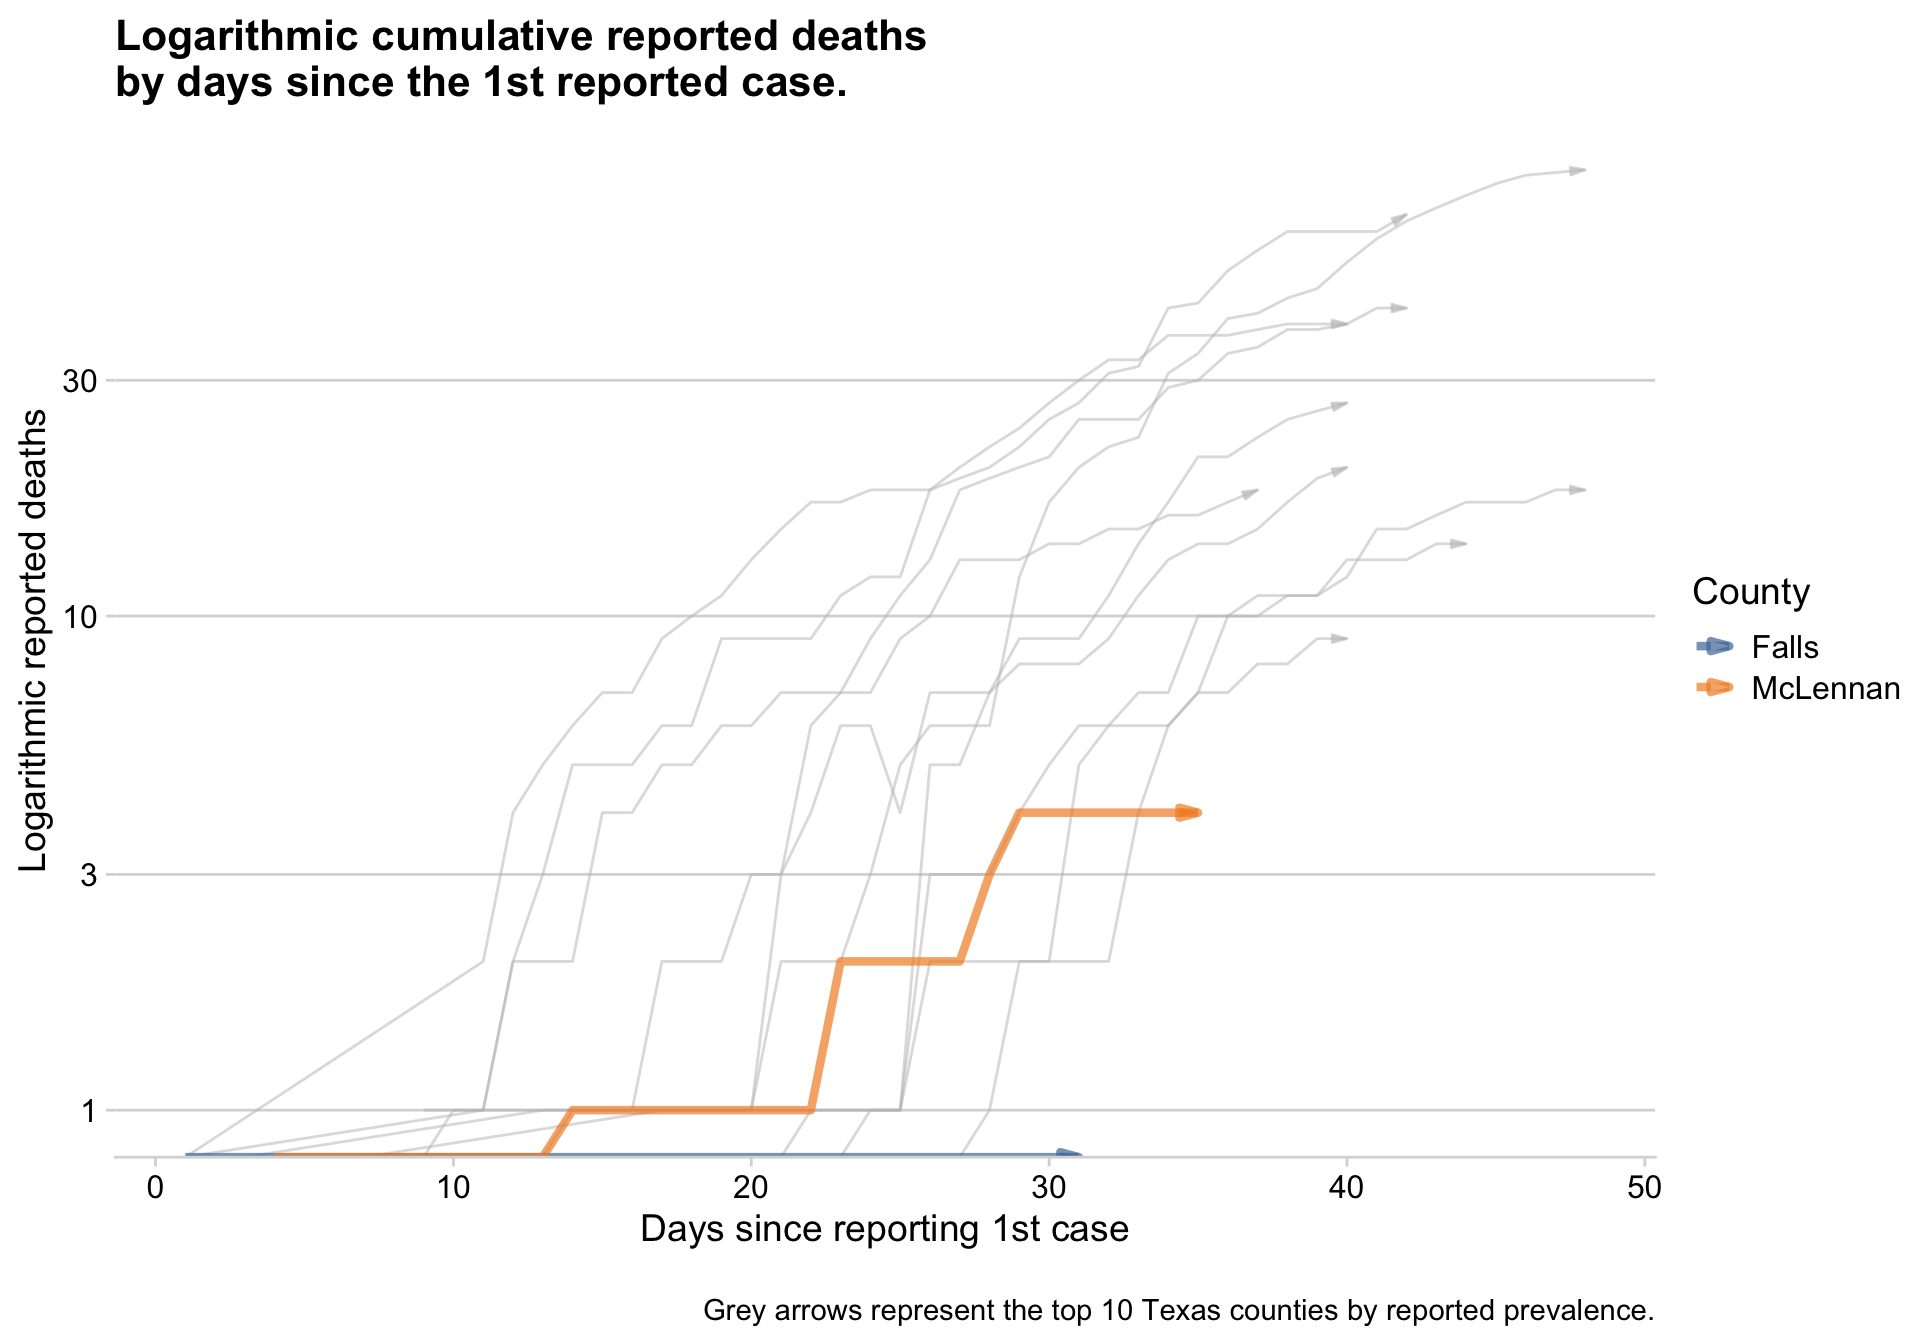 Logarithmic cumulative reported deaths
by days since the 1st reported case.
Logarithmic reported deaths
30
10
3
1
0 10 20 30 40 50
Days since reporting 1st case
County
Falls
McLennan
Grey arrows represent the top 10 Texas counties by reported prevalence.